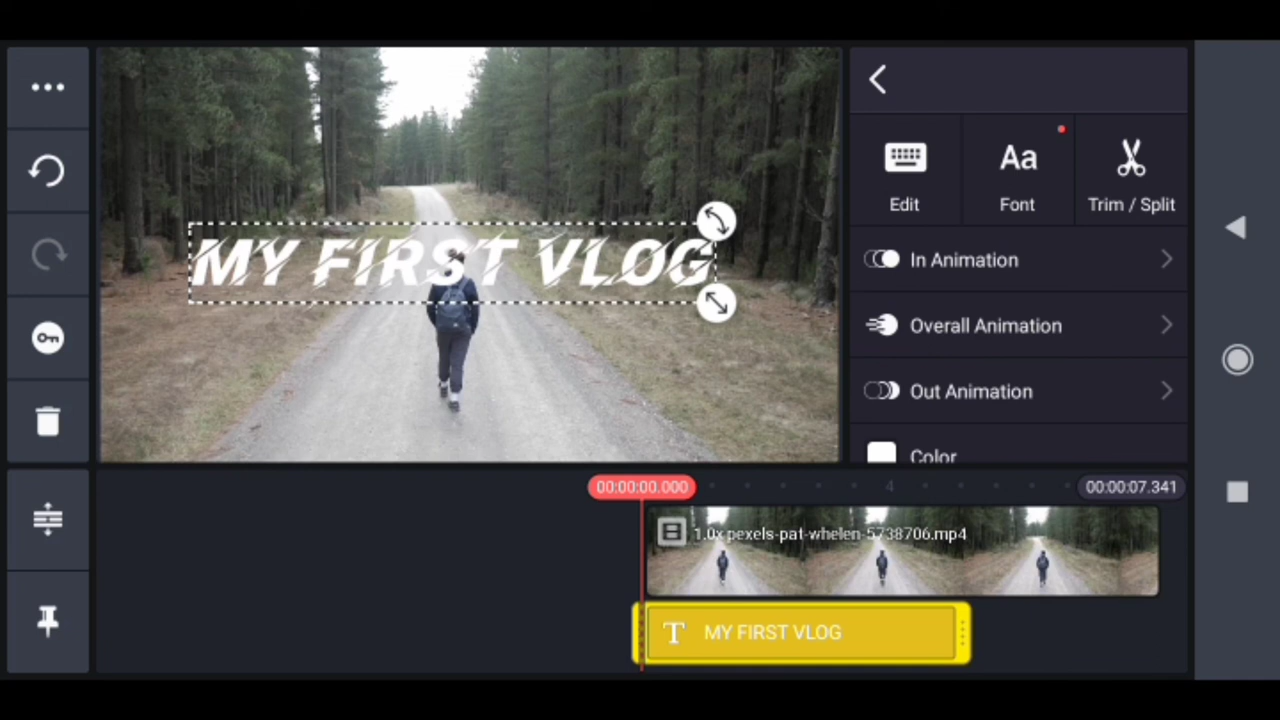 MY FIRST VLOG
Edit
Aa
Font
Trim / Split
In Animation
Overall Animation
Out Animation
Color
00:00:00.000
4
00:00:07.341
1.0x pexels-pat-whelen-5738706.mp4
T MY FIRST VLOG